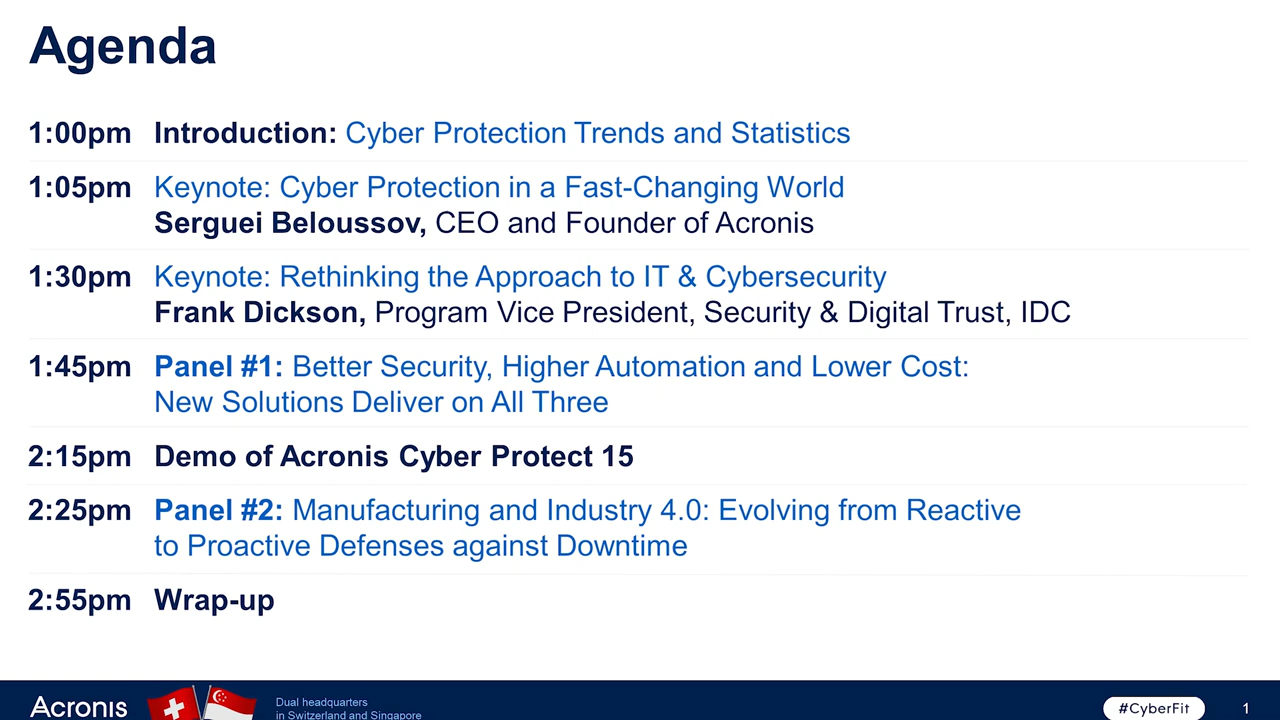 Agenda
1:00pm Introduction: Cyber Protection Trends and Statistics
1:05pm Keynote: Cyber Protection in a Fast-Changing World
Serguei Beloussov, CEO and Founder of Acronis
1:30pm Keynote: Rethinking the Approach to IT & Cybersecurity
Frank Dickson, Program Vice President, Security & Digital Trust, IDC
1:45pm Panel #1: Better Security, Higher Automation and Lower Cost:
New Solutions Deliver on All Three
2:15pm Demo of Acronis Cyber Protect 15
2:25pm Panel #2: Manufacturing and Industry 4.0: Evolving from Reactive
to Proactive Defenses against Downtime
2:55pm Wrap-up
Acronis
Dual headquarters
in Switzerland and Singapore
#CyberFit
1